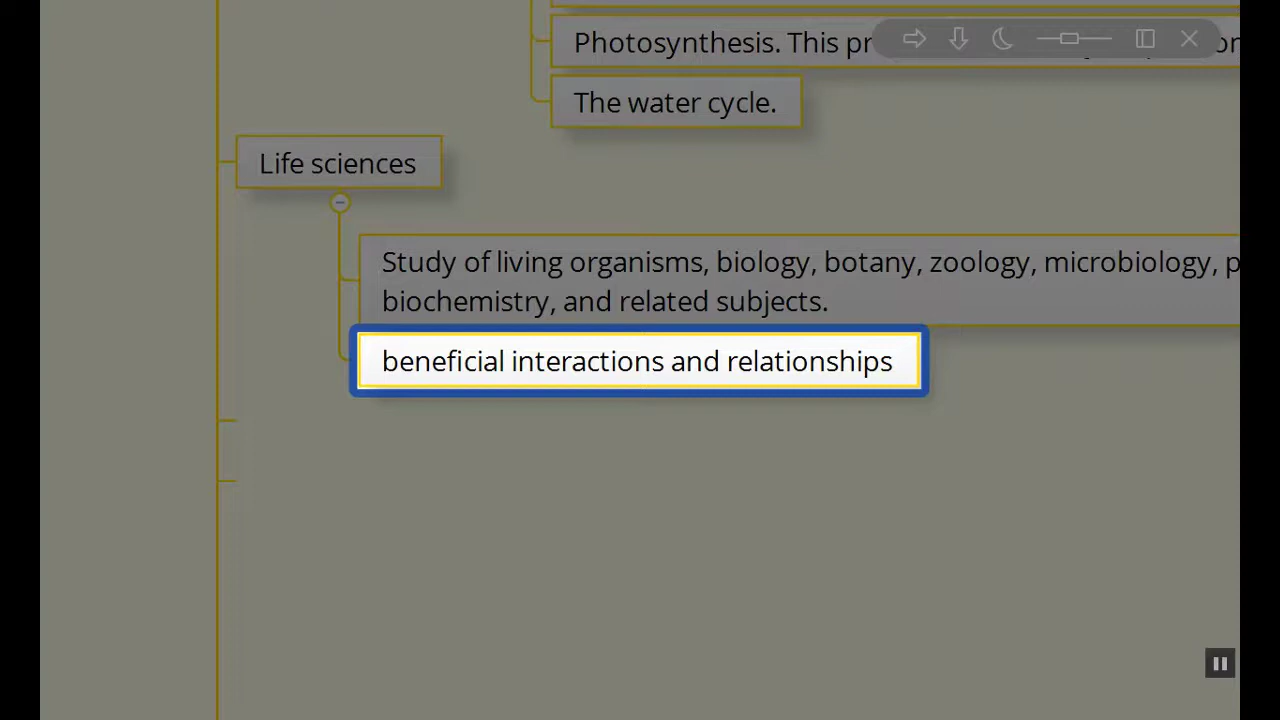 Photosynthesis. This
The water cycle.
Life sciences
Study of living organisms, biology, botany, zoology, microbiology,
biochemistry, and related subjects.
beneficial interactions and relationships